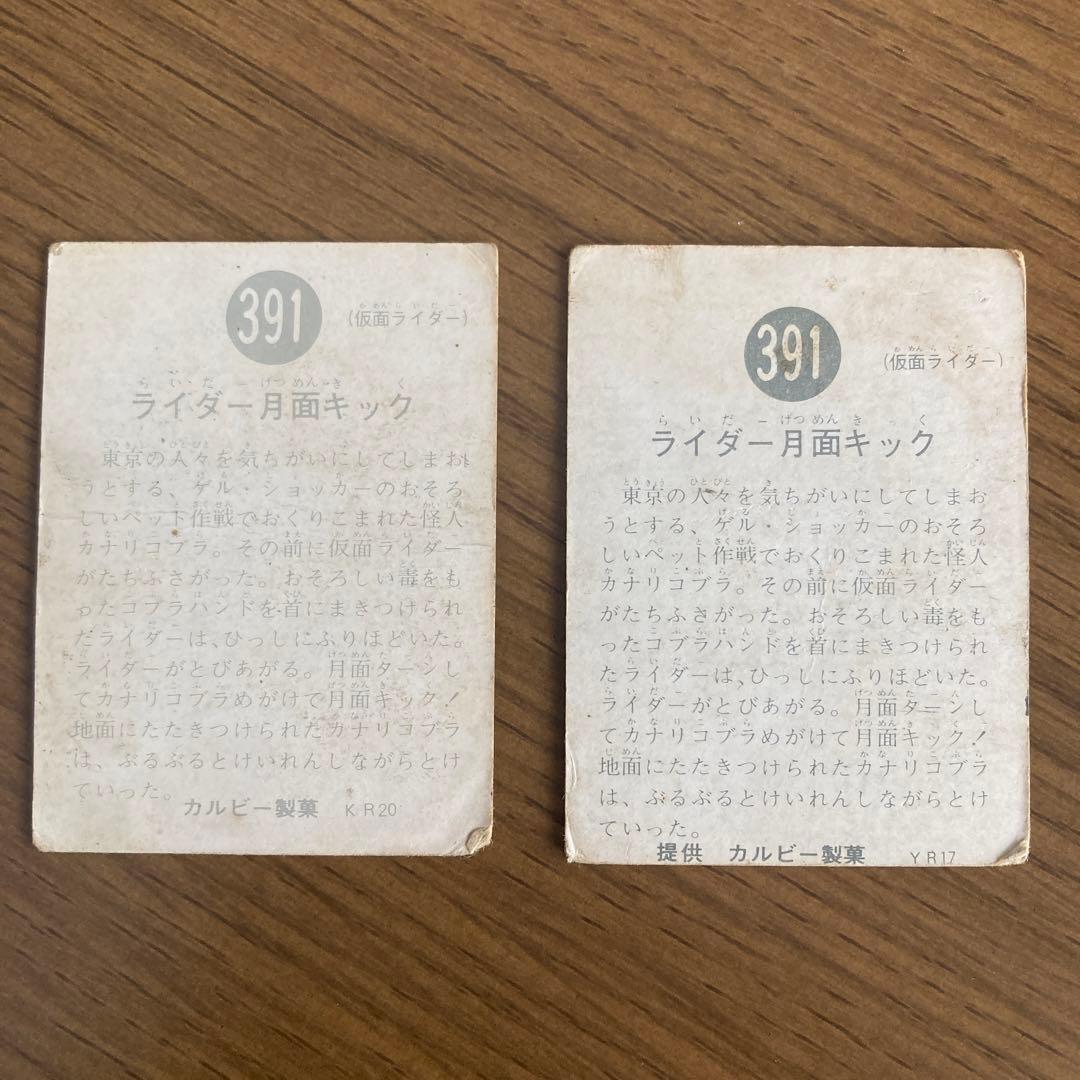 391
(仮面ライダー)
ライダー月面キック
東京の人々を気ちがいにしてしまお
うとする、ゲル・ショッカーのおそろ
しいペット作戦でおくりこまれた怪人
カナリコブラ。その前に仮面ライダー
がたちふさがった。おそろしい毒をも
ったコブラハンドを首にまきつけられ
たライダーは、ひっしにふりほどいた。
ライダーがとびあがる。月面ターンし
てカナリコブラめがけて月面キック!
地面にたたきつけられたカナリコブラ
は、ぶるぶるとけいれんしながらとけ
ていった。
カルビー製菓 KR20
391
(仮面ライダー)
ライダー月面キック
東京の人々を気ちがいにしてしまお
うとする、ゲル・ショッカーのおそろ
しいペット作戦でおくりこまれた怪人
カナリコブラ。その前に仮面ライダー
がたちふさがった。おそろしい毒をも
ったコブラハンドを首にまきつけられ
たライダーは、ひっしにふりほどいた。
ライダーがとびあがる。月面ターンし
てカナリコブラめがけて月面キック!
地面にたたきつけられたカナリコブラ
は、ぶるぶるとけいれんしながらとけ
ていった。
提供 カルビー製菓 YR17